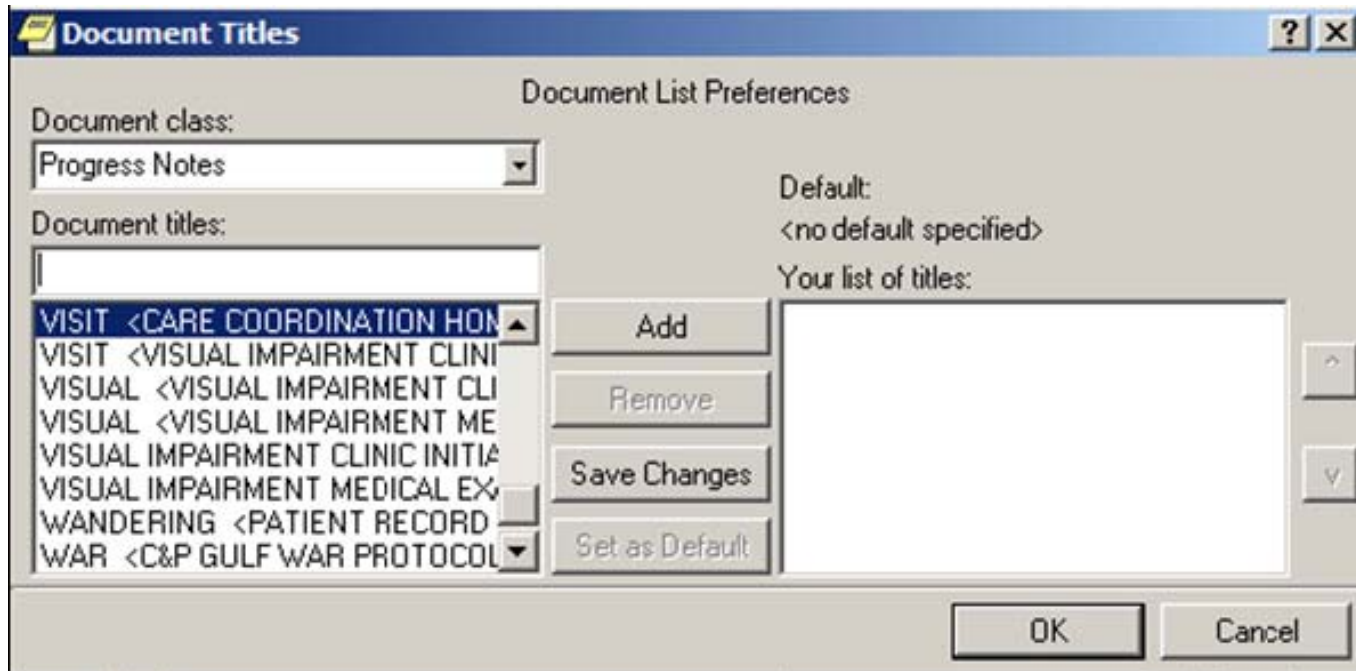 Document Titles
Document List Preferences
Document class:
Progress Notes
Document titles:
VISIT <CARE COORDINATION HOM
VISIT <VISUAL IMPAIRMENT CLINI
VISUAL <VISUAL IMPAIRMENT CLI
VISUAL <VISUAL IMPAIRMENT ME
VISUAL IMPAIRMENT CLINIC INITIA
VISUAL IMPAIRMENT MEDICAL EXA
WANDERING <PATIENT RECORD
WAR <C&P GULF WAR PROTOCOL
Add
Remove
Save Changes
Set as Default
Default:
<no default specified>
Your list of titles:
OK
Cancel